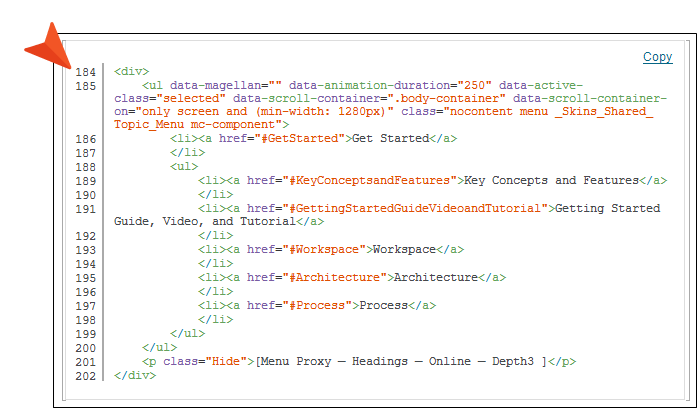 Copy
184 <div>
185 <ul data-magellan="" data-animation-duration="250" data-active-
class="selected" data-scroll-container=".body-container" data-scroll-container-
on="only screen and (min-width: 1280px)" class="nocontent menu _Skins_Shared_
Topic_Menu mc-component">
186 <li><a href="#GetStarted">Get Started</a>
187 </li>
188 <ul>
189 <li><a href="#KeyConceptsandFeatures">Key Concepts and Features</a>
190 </li>
191 <li><a href="#GettingStartedGuideVideoandTutorial">Getting Started
Guide, Video, and Tutorial</a>
192 </li>
193 <li><a href="#Workspace">Workspace</a>
194 </li>
195 <li><a href="#Architecture">Architecture</a>
196 </li>
197 <li><a href="#Process">Process</a>
198 </li>
199 </ul>
200 </ul>
201 <p class="Hide">[Menu Proxy – Headings – Online – Depth3 ]</p>
202 </div>